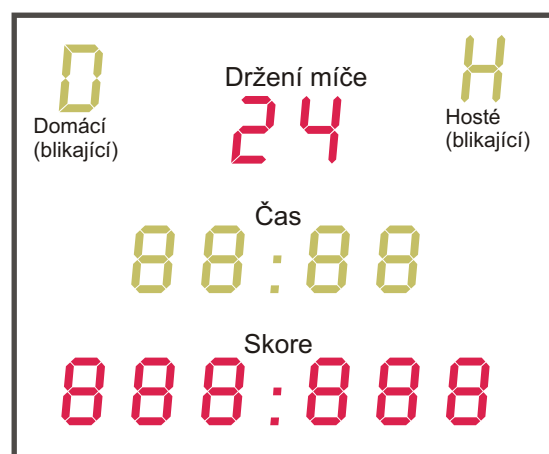 D
Držení míče
H
24
Domácí
(blikající)
Hosté
(blikající)
Čas
88:88
Skore
888:888